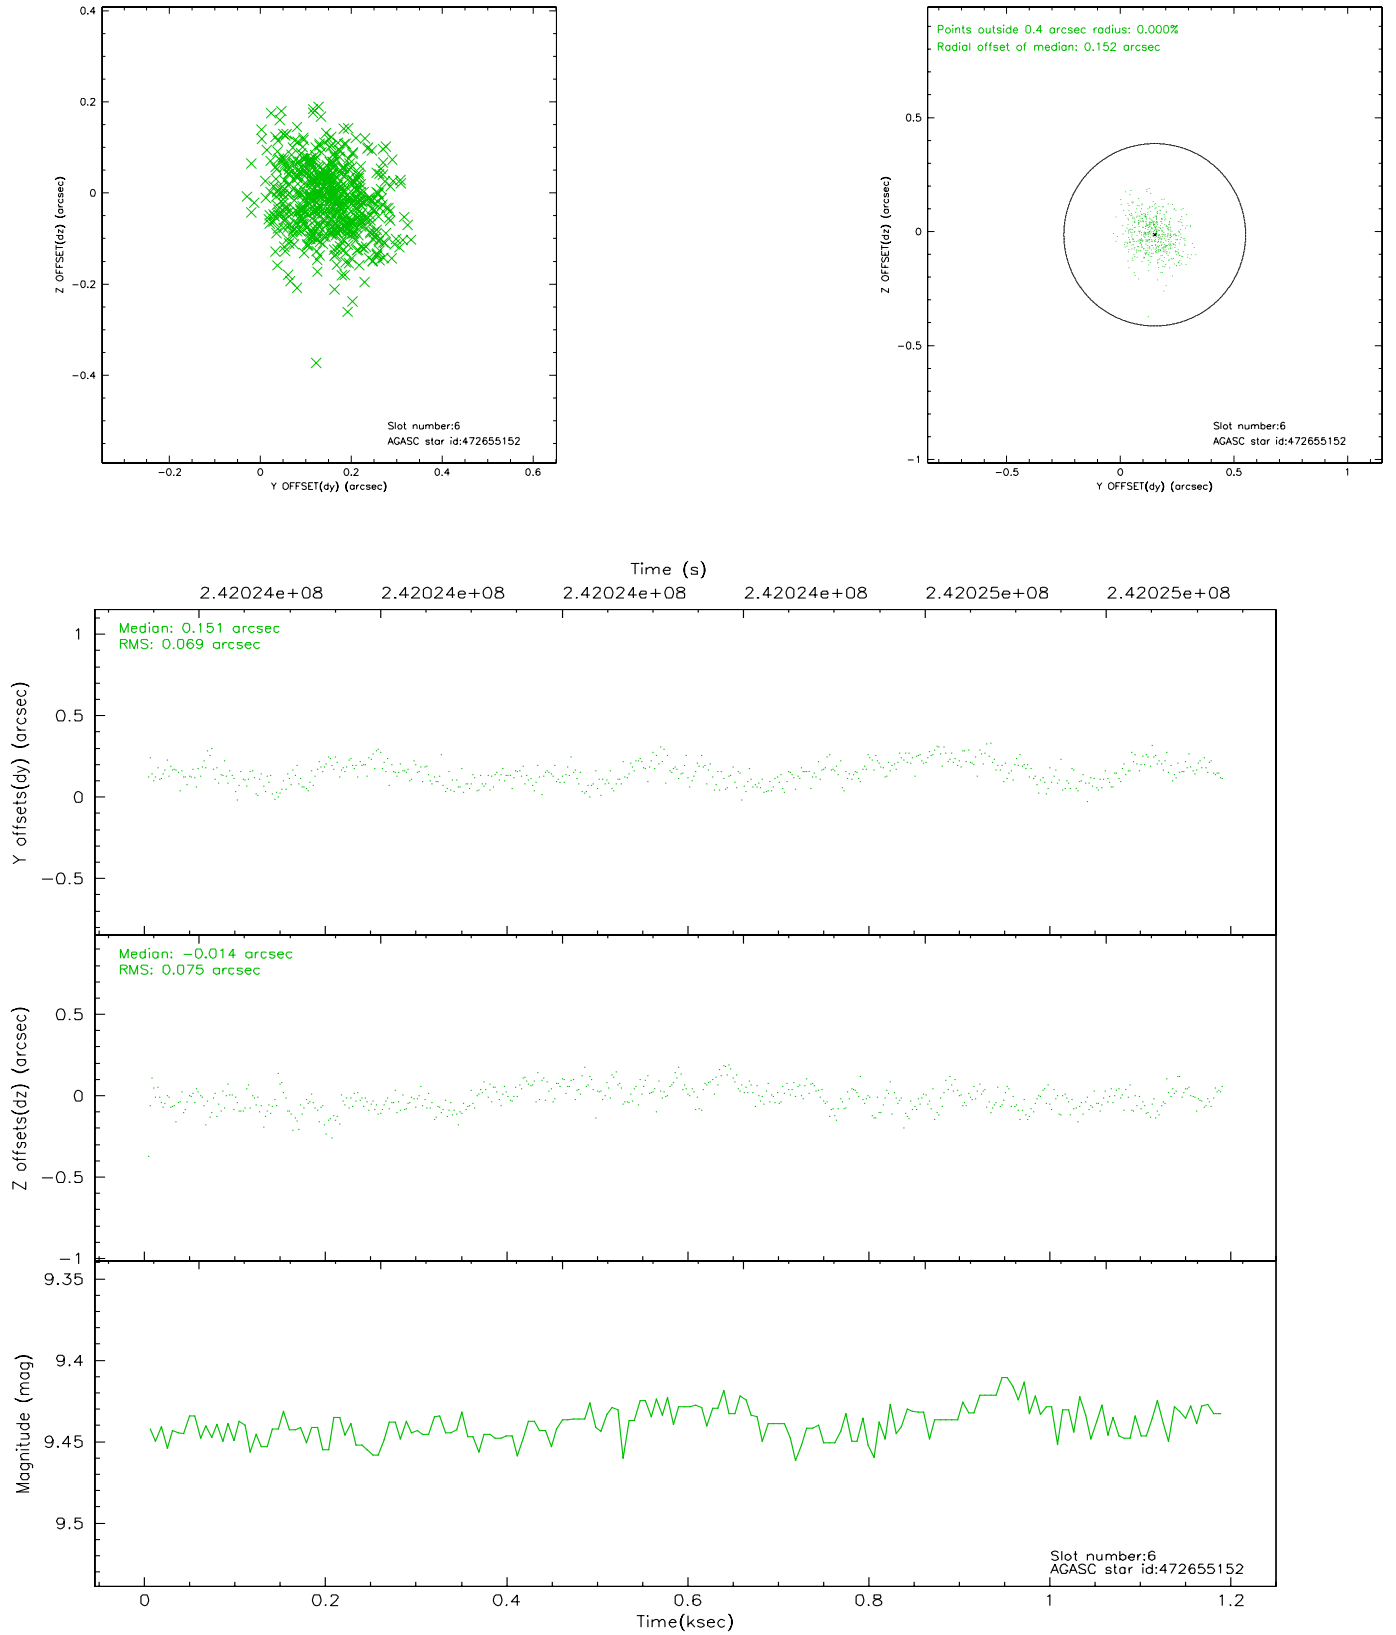 0.4
0.2
0
−0.2
−0.4
Z OFFSET(dz) (arcsec)
Slot number:6
AGASC star id:472655152
−0.2 0 0.2 0.4 0.6
Y OFFSET(dy) (arcsec)
Points outside 0.4 arcsec radius: 0.000%
Radial offset of median: 0.152 arcsec
0.5
0
−0.5
−1
Z OFFSET(dz) (arcsec)
Slot number:6
AGASC star id:472655152
−0.5 0 0.5 1
Y OFFSET(dy) (arcsec)
Time (s)
2.42024e+08 2.42024e+08 2.42024e+08 2.42024e+08 2.42025e+08 2.42025e+08
Median: 0.151 arcsec
RMS: 0.069 arcsec
1
0.5
0
−0.5
Y offsets(dy) (arcsec)
Median: −0.014 arcsec
RMS: 0.075 arcsec
0.5
0
−0.5
−1
Z offsets(dz) (arcsec)
9.35
9.4
9.45
9.5
Magnitude (mag)
Slot number:6
AGASC star id:472655152
0 0.2 0.4 0.6 0.8 1 1.2
Time(ksec)